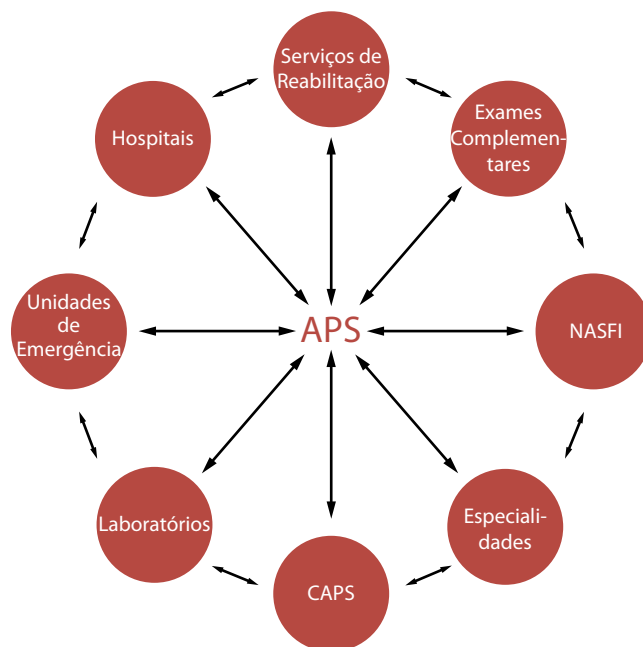 Serviços de
Reabilitação
Exames
Complemen-
tares
Hospitais
Unidades
de
Emergência
APS
NASFI
Laboratórios
Especiali-
dades
CAPS